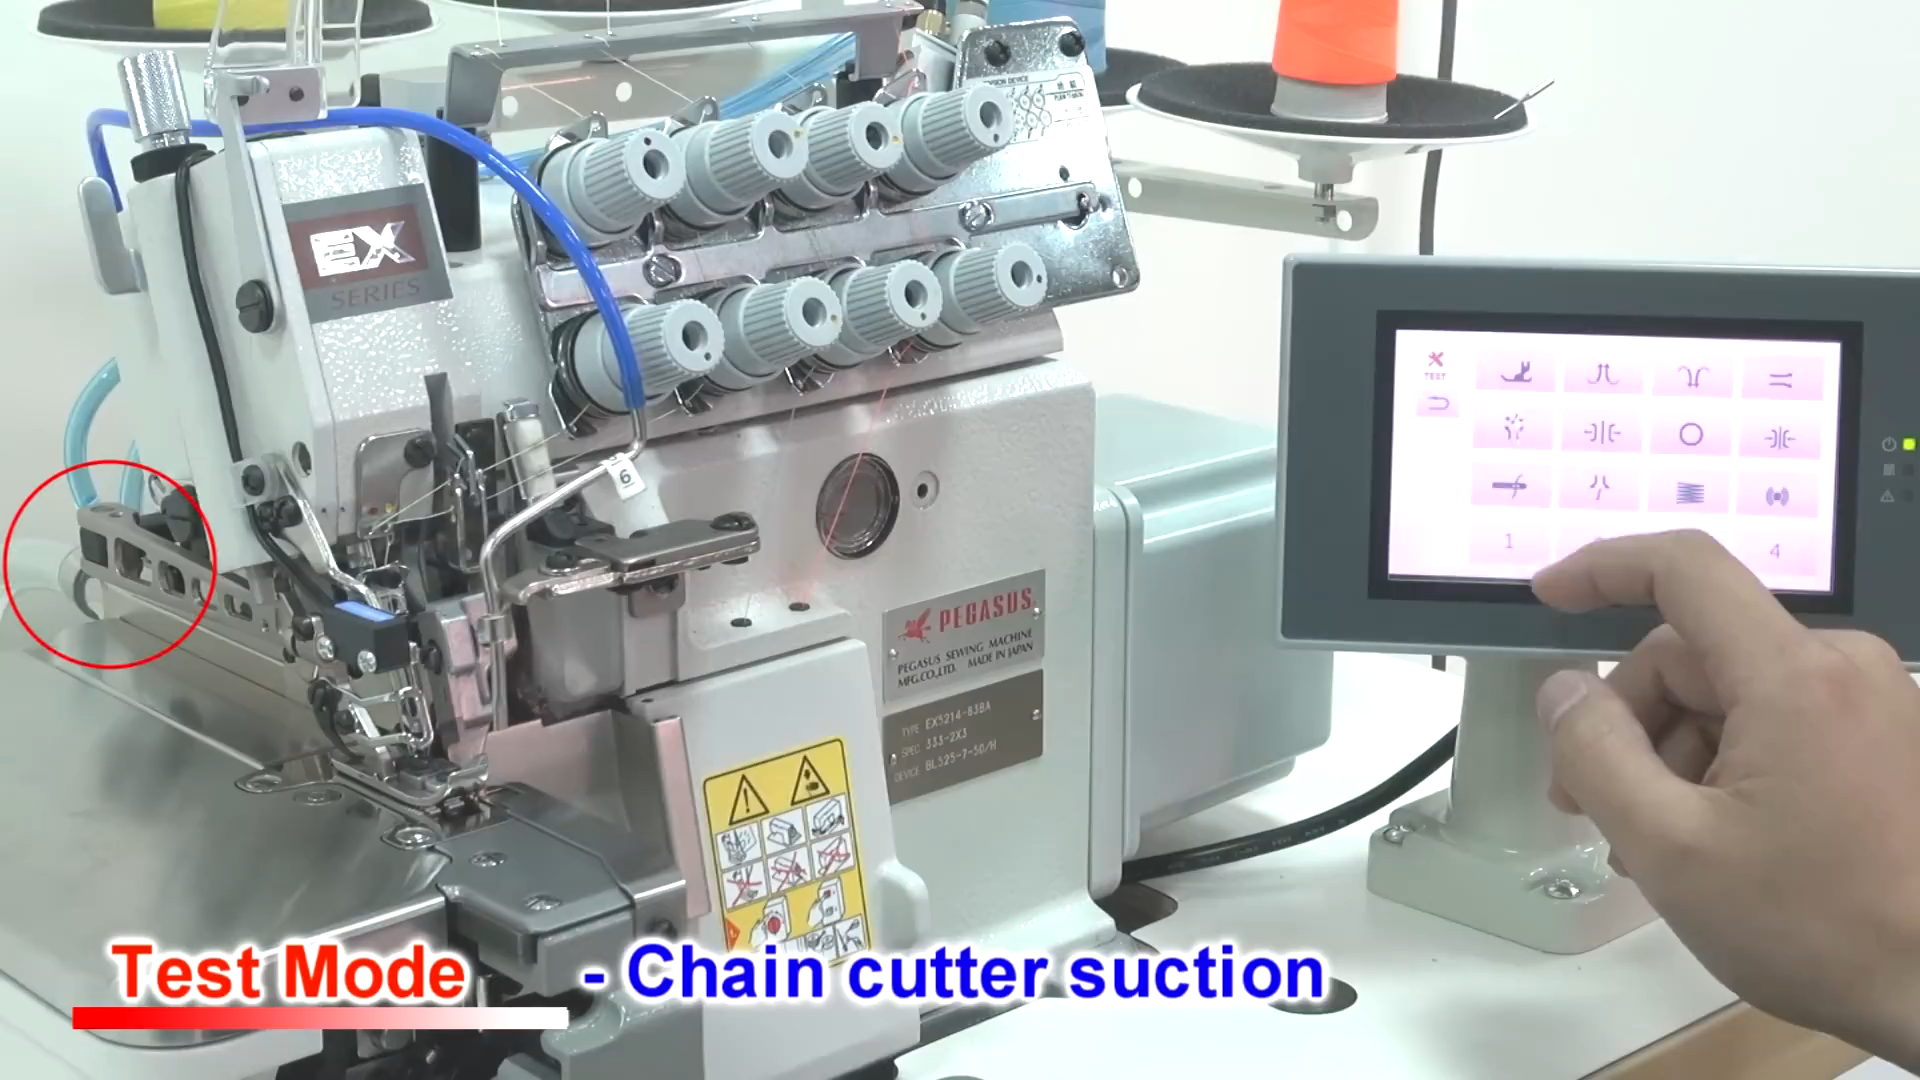 EX
SERIES
6
PEGASUS
PEGASUS SEWING MACHINE
MFG.CO.,LTD. MADE IN JAPAN
TYPE EX5214-83BA
SPEC. 333-2X3
DEVICE BL525-7-50/H
TEST
1
4
Test Mode - Chain cutter suction